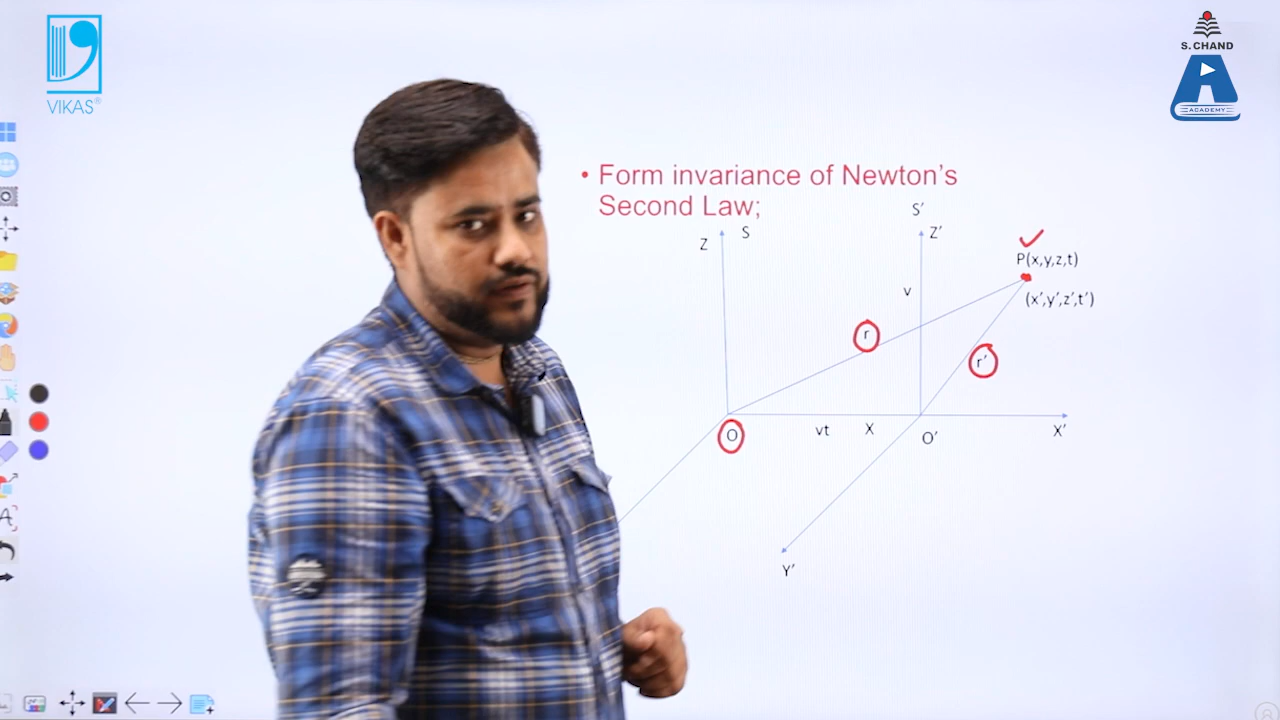 VIKAS®
S. CHAND
ACADEMY
• Form invariance of Newton's
Second Law;
S'
Z
S
Z'
P(x,y,z,t)
v
(x',y',z',t')
r
r'
O
vt
X
O'
X'
Y'